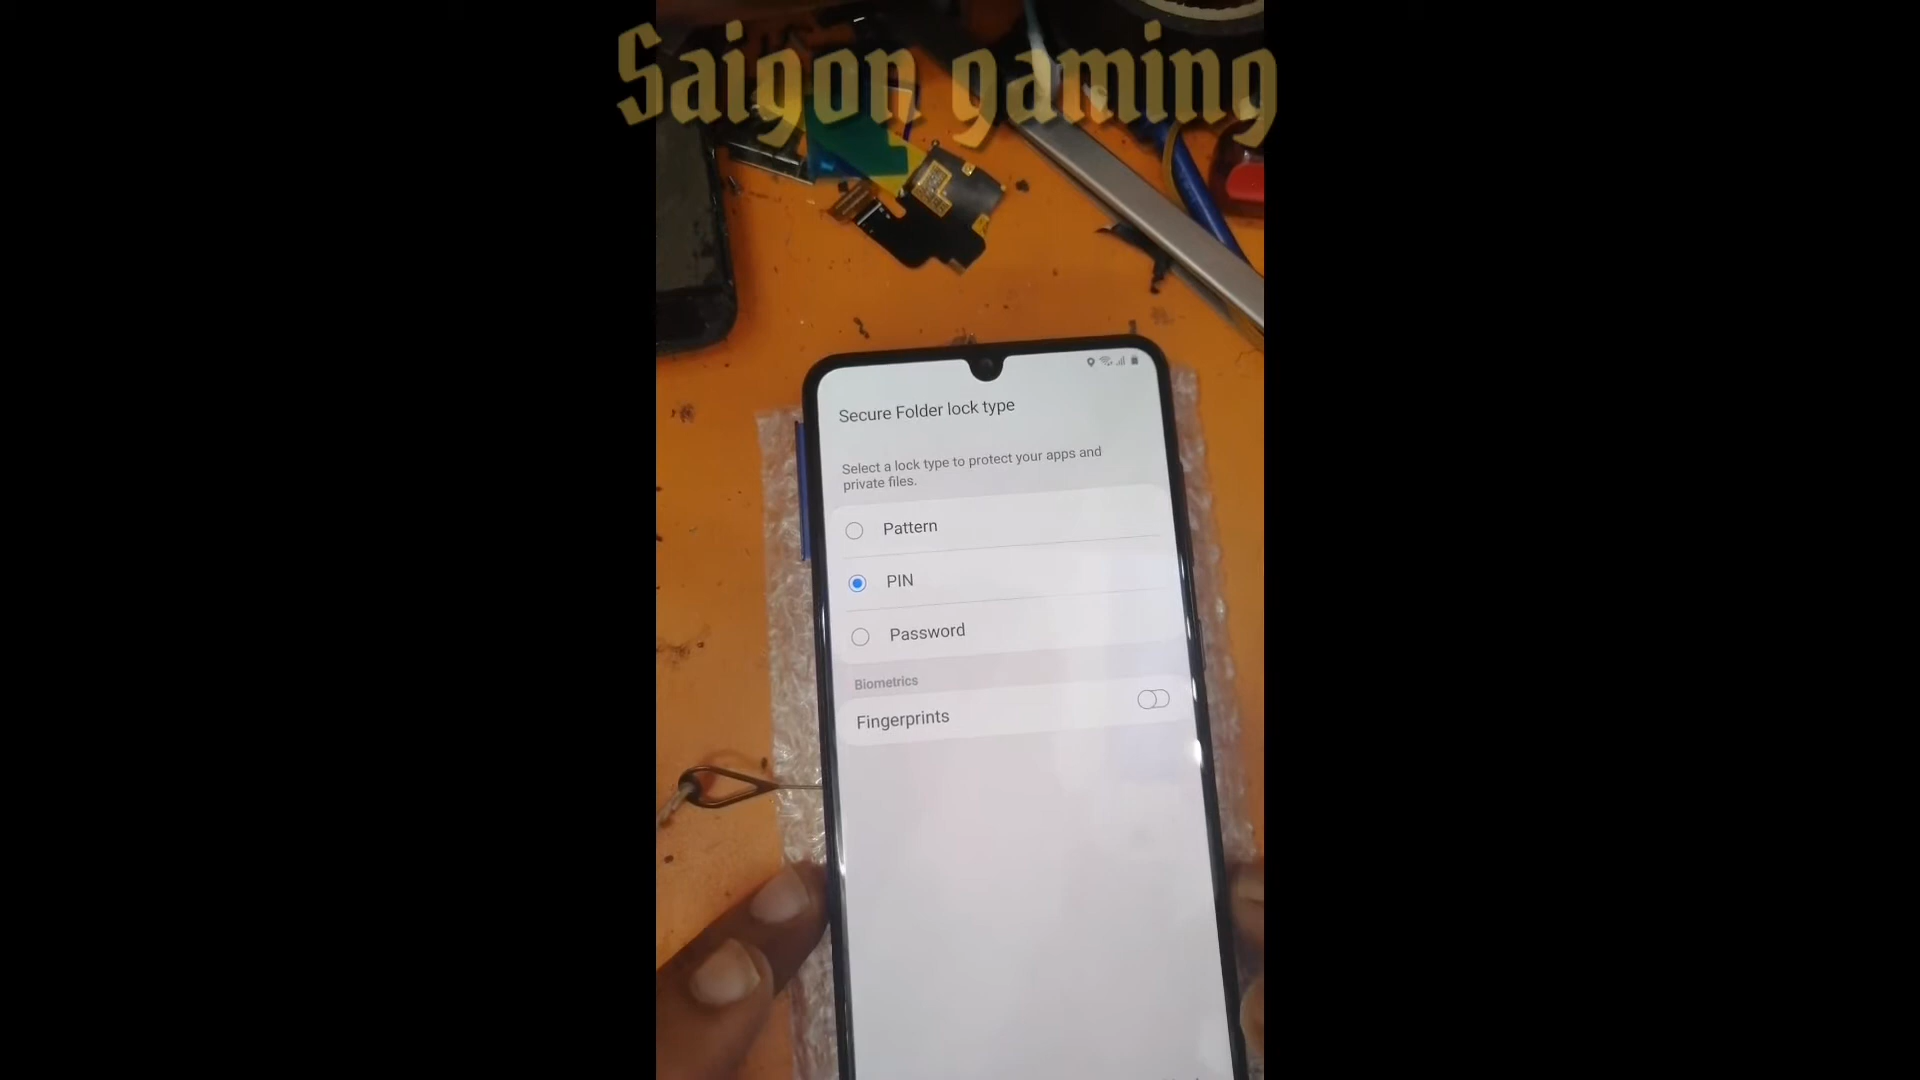 Saigon gaming
Secure Folder lock type
Select a lock type to protect your apps and
private files.
Pattern
PIN
Password
Biometrics
Fingerprints